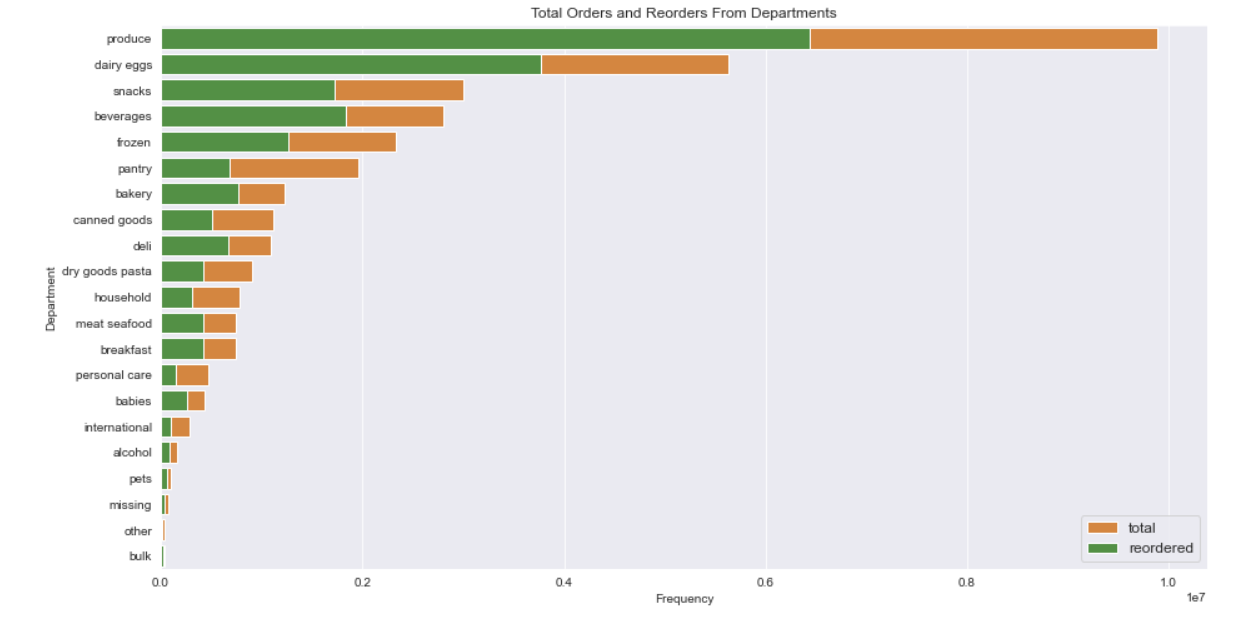 Total Orders and Reorders From Departments
produce
dairy eggs
snacks
beverages
frozen
pantry
bakery
canned goods
deli
dry goods pasta
household
meat seafood
breakfast
personal care
babies
international
alcohol
pets
missing
other
bulk
Department
total
reordered
0.0 0.2 0.4 0.6 0.8 1.0
1e7
Frequency